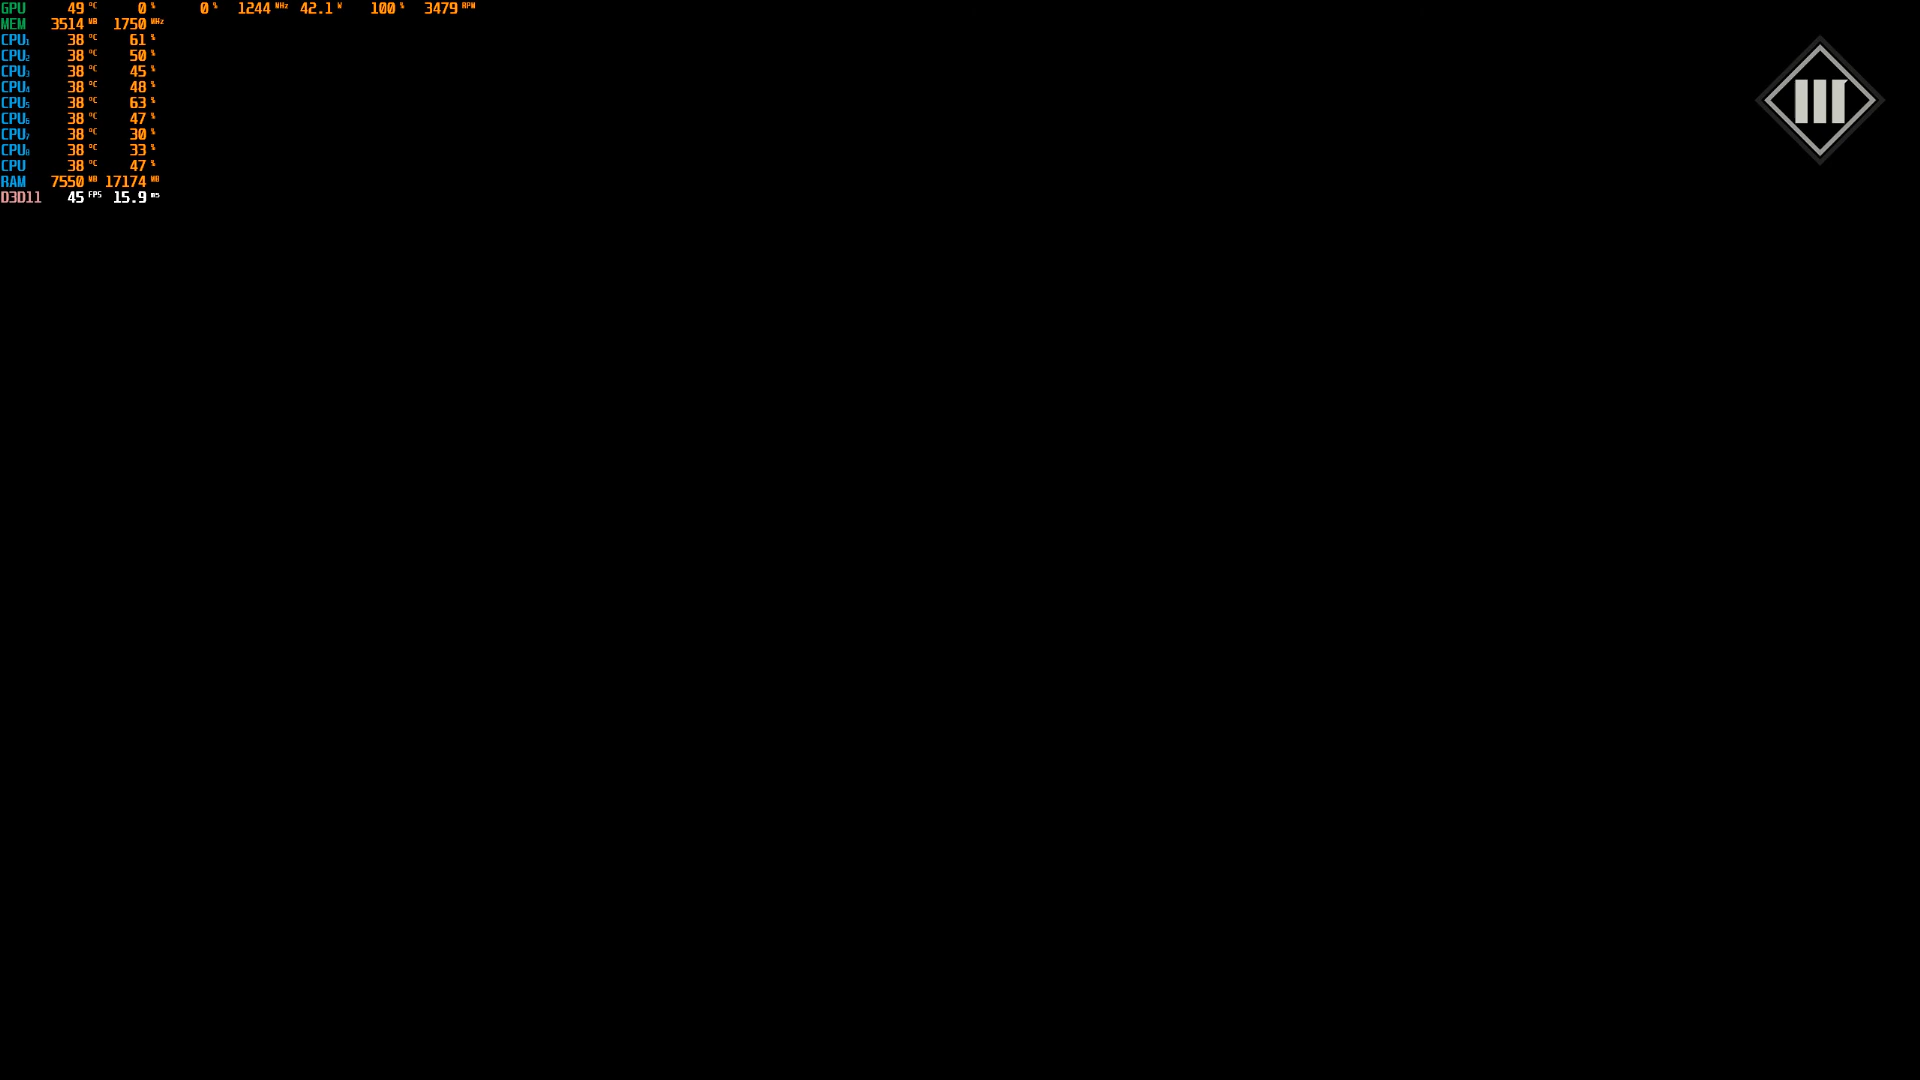 GPU 49 °C 0 % 0 % 1244 MHz 42.1 W 100 % 3479 RPM
MEM 3514 MB 1750 MHz
CPU1 38 °C 61 %
CPU2 38 °C 50 %
CPU3 38 °C 45 %
CPU4 38 °C 48 %
CPU5 38 °C 63 %
CPU6 38 °C 47 %
CPU7 38 °C 30 %
CPU8 38 °C 33 %
CPU 38 °C 47 %
RAM 7550 MB 17174 MB
D3D11 45 FPS 15.9 ms
III